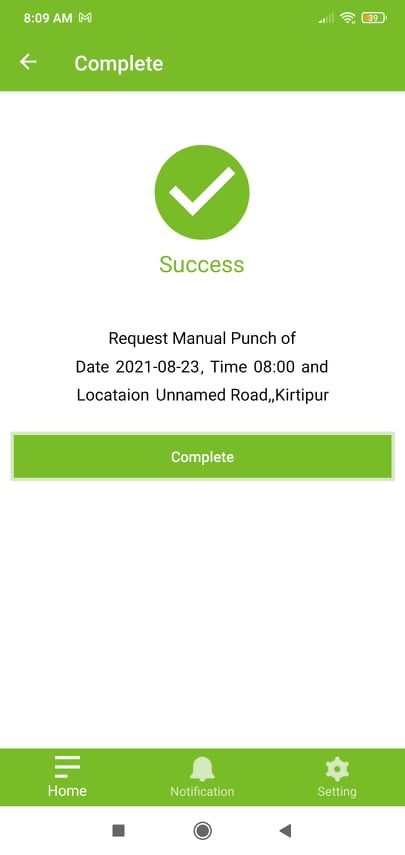 8:09 AM
39
Complete
Success
Request Manual Punch of
Date 2021-08-23, Time 08:00 and
Locataion Unnamed Road,,Kirtipur
Complete
Home
Notification
Setting